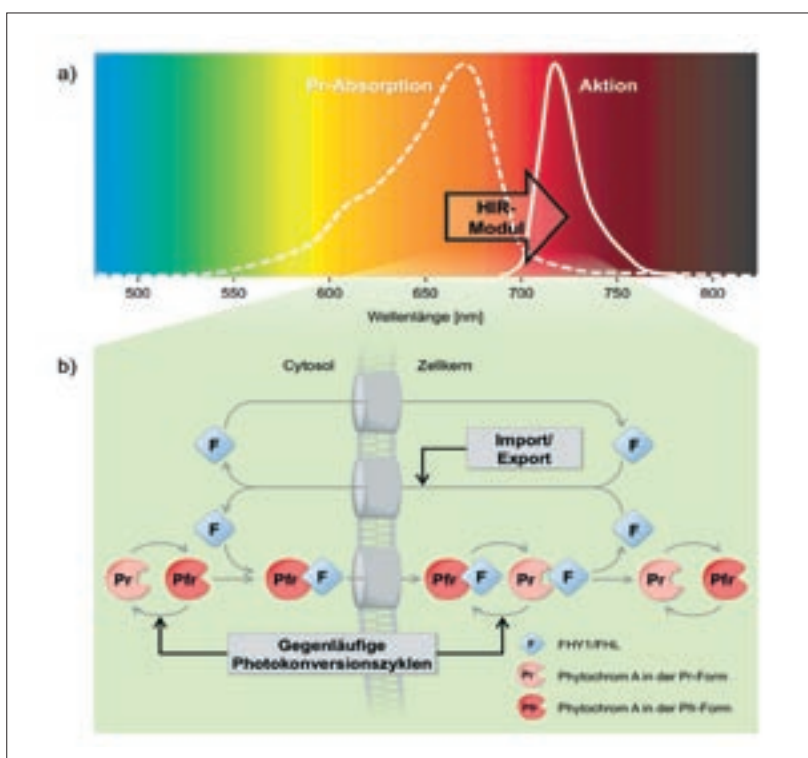 a)
Pr-Absorption
Aktion
HIR-
Modul
500
550
600
650
700
750
800
Wellenlänge [nm]
b)
Cytosol
Zellkern
F
F
Import/
Export
F
F
Pr
Pfr
Pfr
F
Pfr
F
Pr
F
Pr
Pfr
Gegenläufige
Photokonversionszyklen
F
FHY1/FHL
Pr
Phytochrom A in der Pr-Form
Pfr
Phytochrom A in der Pfr-Form